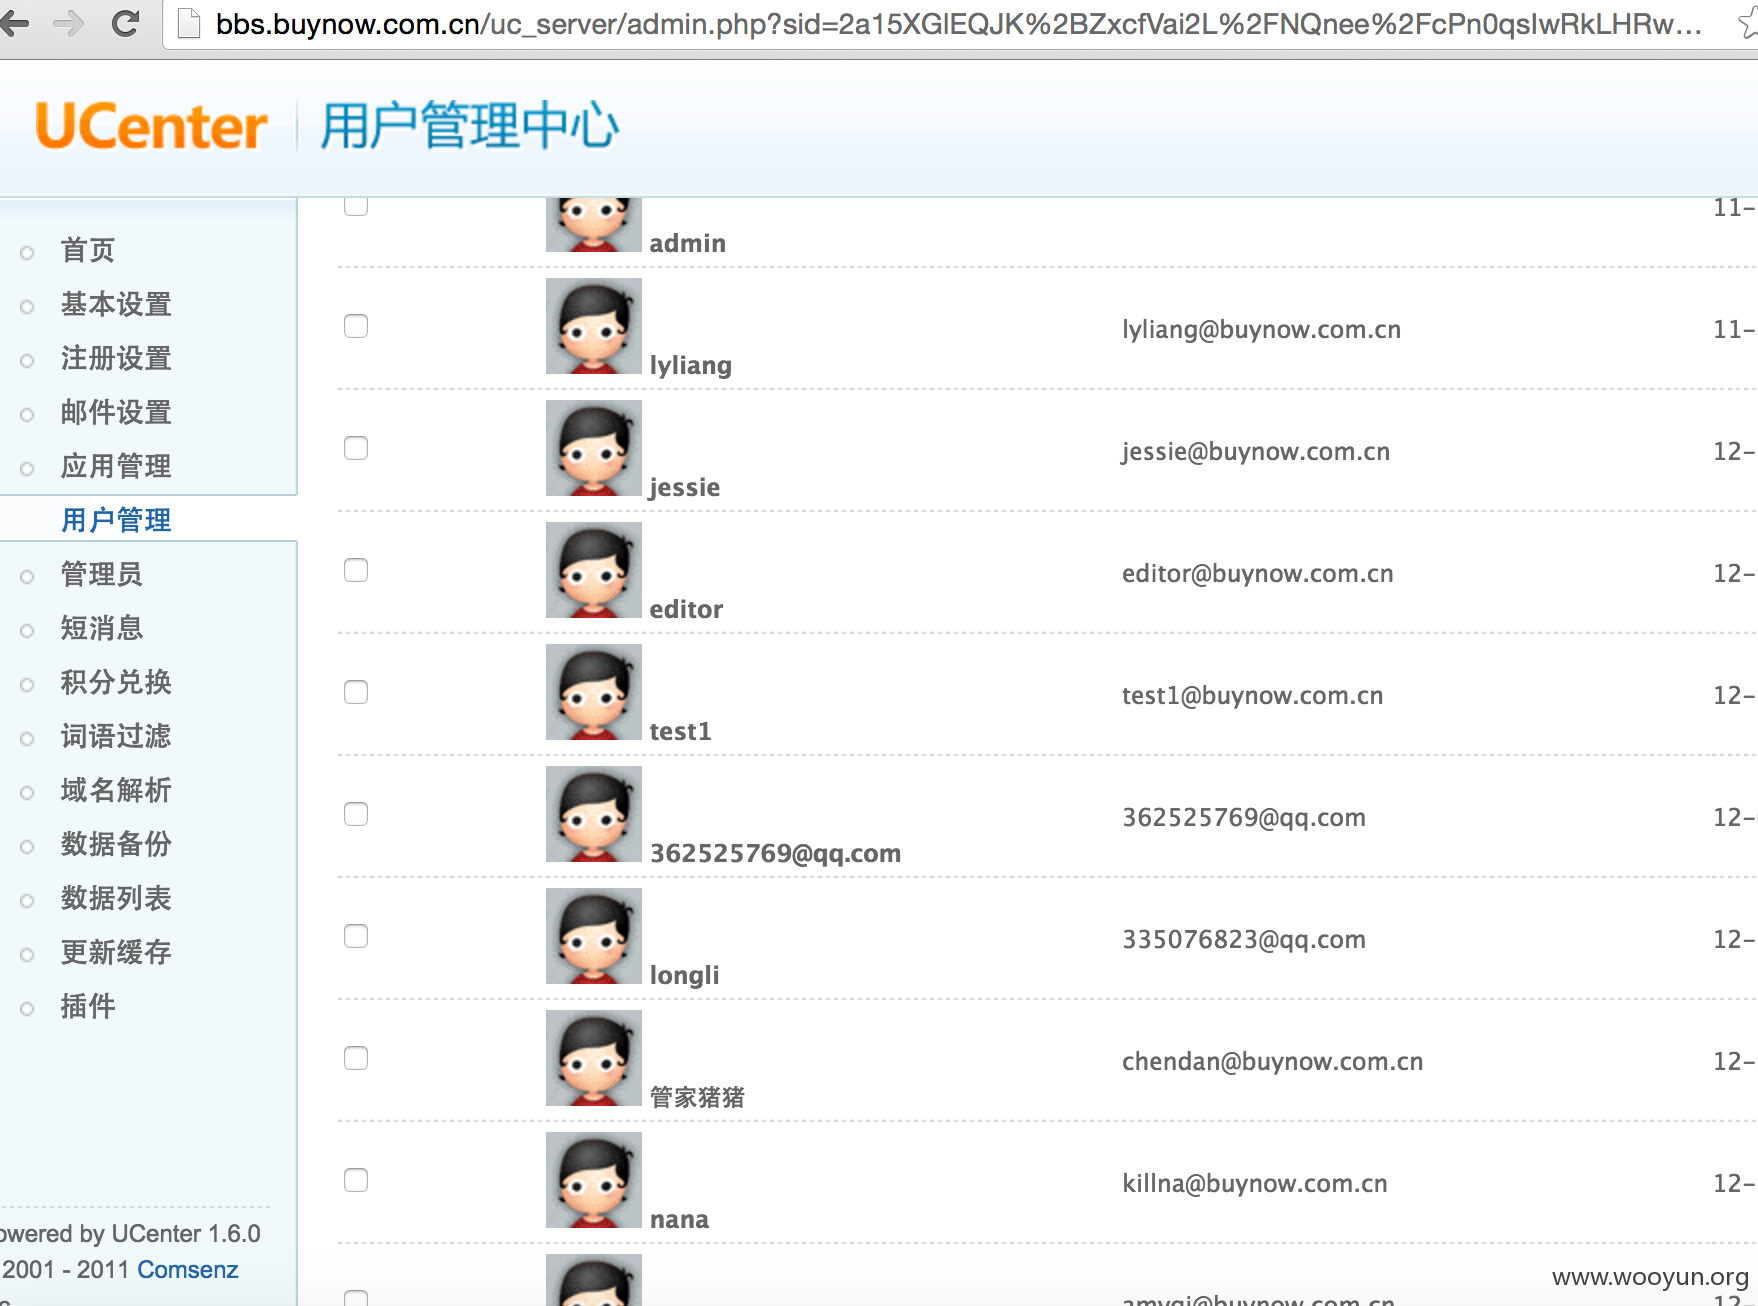 bbs.buynow.com.cn/uc_server/admin.php?sid=2a15XGlEQJK%2BZxcfVai2L%2FNQnee%2FcPn0qsIwRkLHRw...
UCenter 用户管理中心
首页
基本设置
注册设置
邮件设置
应用管理
用户管理
管理员
短消息
积分兑换
词语过滤
域名解析
数据备份
数据列表
更新缓存
插件
owered by UCenter 1.6.0
2001 - 2011 Comsenz
admin 11-
lyliang lyliang@buynow.com.cn 11-
jessie jessie@buynow.com.cn 12-
editor editor@buynow.com.cn 12-
test1 test1@buynow.com.cn 12-
362525769@qq.com 362525769@qq.com 12-
longli 335076823@qq.com 12-
管家猪猪 chendan@buynow.com.cn 12-
nana killna@buynow.com.cn 12-
www.wooyun.org